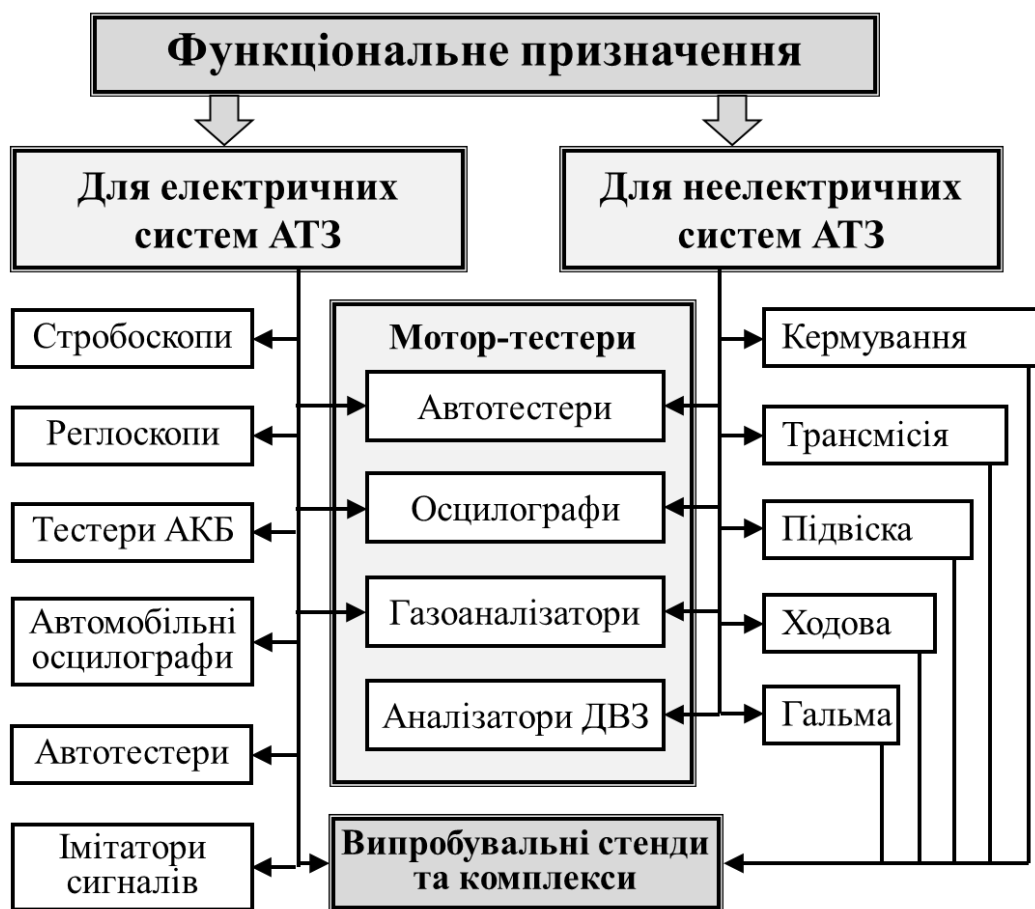 Функціональне призначення
Для електричних
систем АТЗ
Для неелектричних
систем АТЗ
Стробоскопи
Реглоскопи
Тестери АКБ
Автомобільні
осцилографи
Автотестери
Імітатори
сигналів
Мотор-тестери
Автотестери
Осцилографи
Газоаналізатори
Аналізатори ДВЗ
Кермування
Трансмісія
Підвіска
Ходова
Гальма
Випробувальні стенди
та комплекси